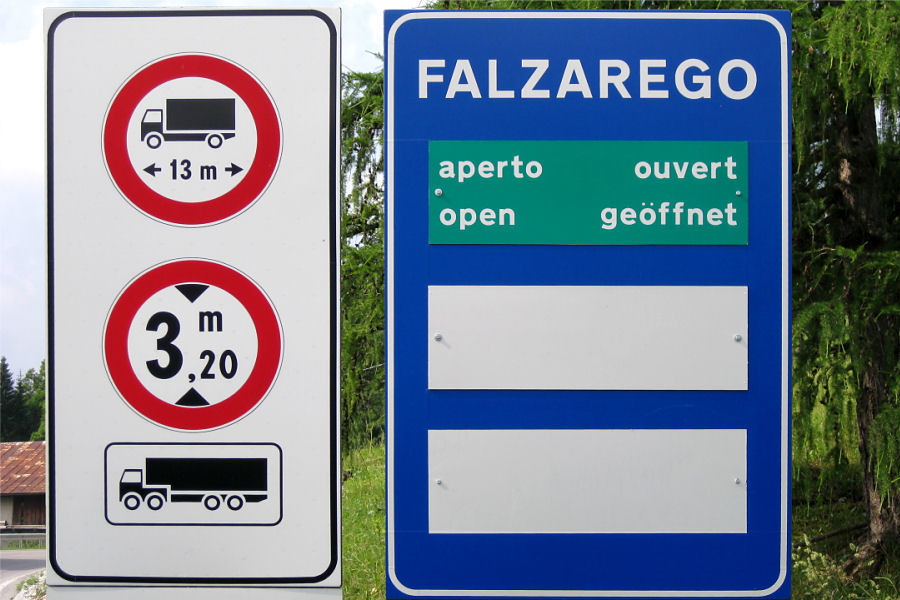 13 m
3 m
,20
FALZAREGO
aperto ouvert
open geöffnet